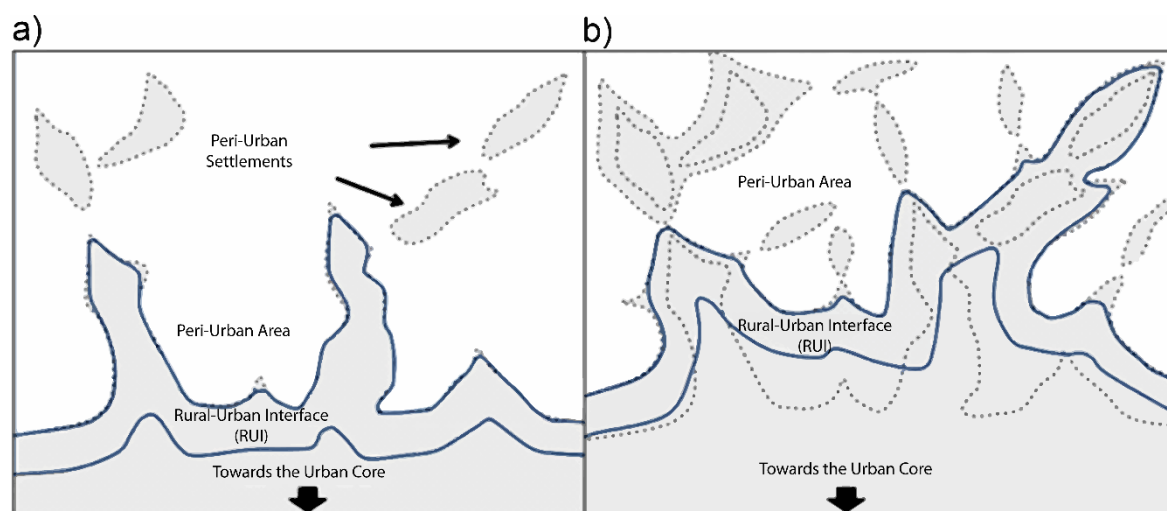 a)
Peri-Urban
Settlements
Peri-Urban Area
Rural-Urban Interface
(RUI)
Towards the Urban Core
b)
Peri-Urban Area
Rural-Urban Interface
(RUI)
Towards the Urban Core